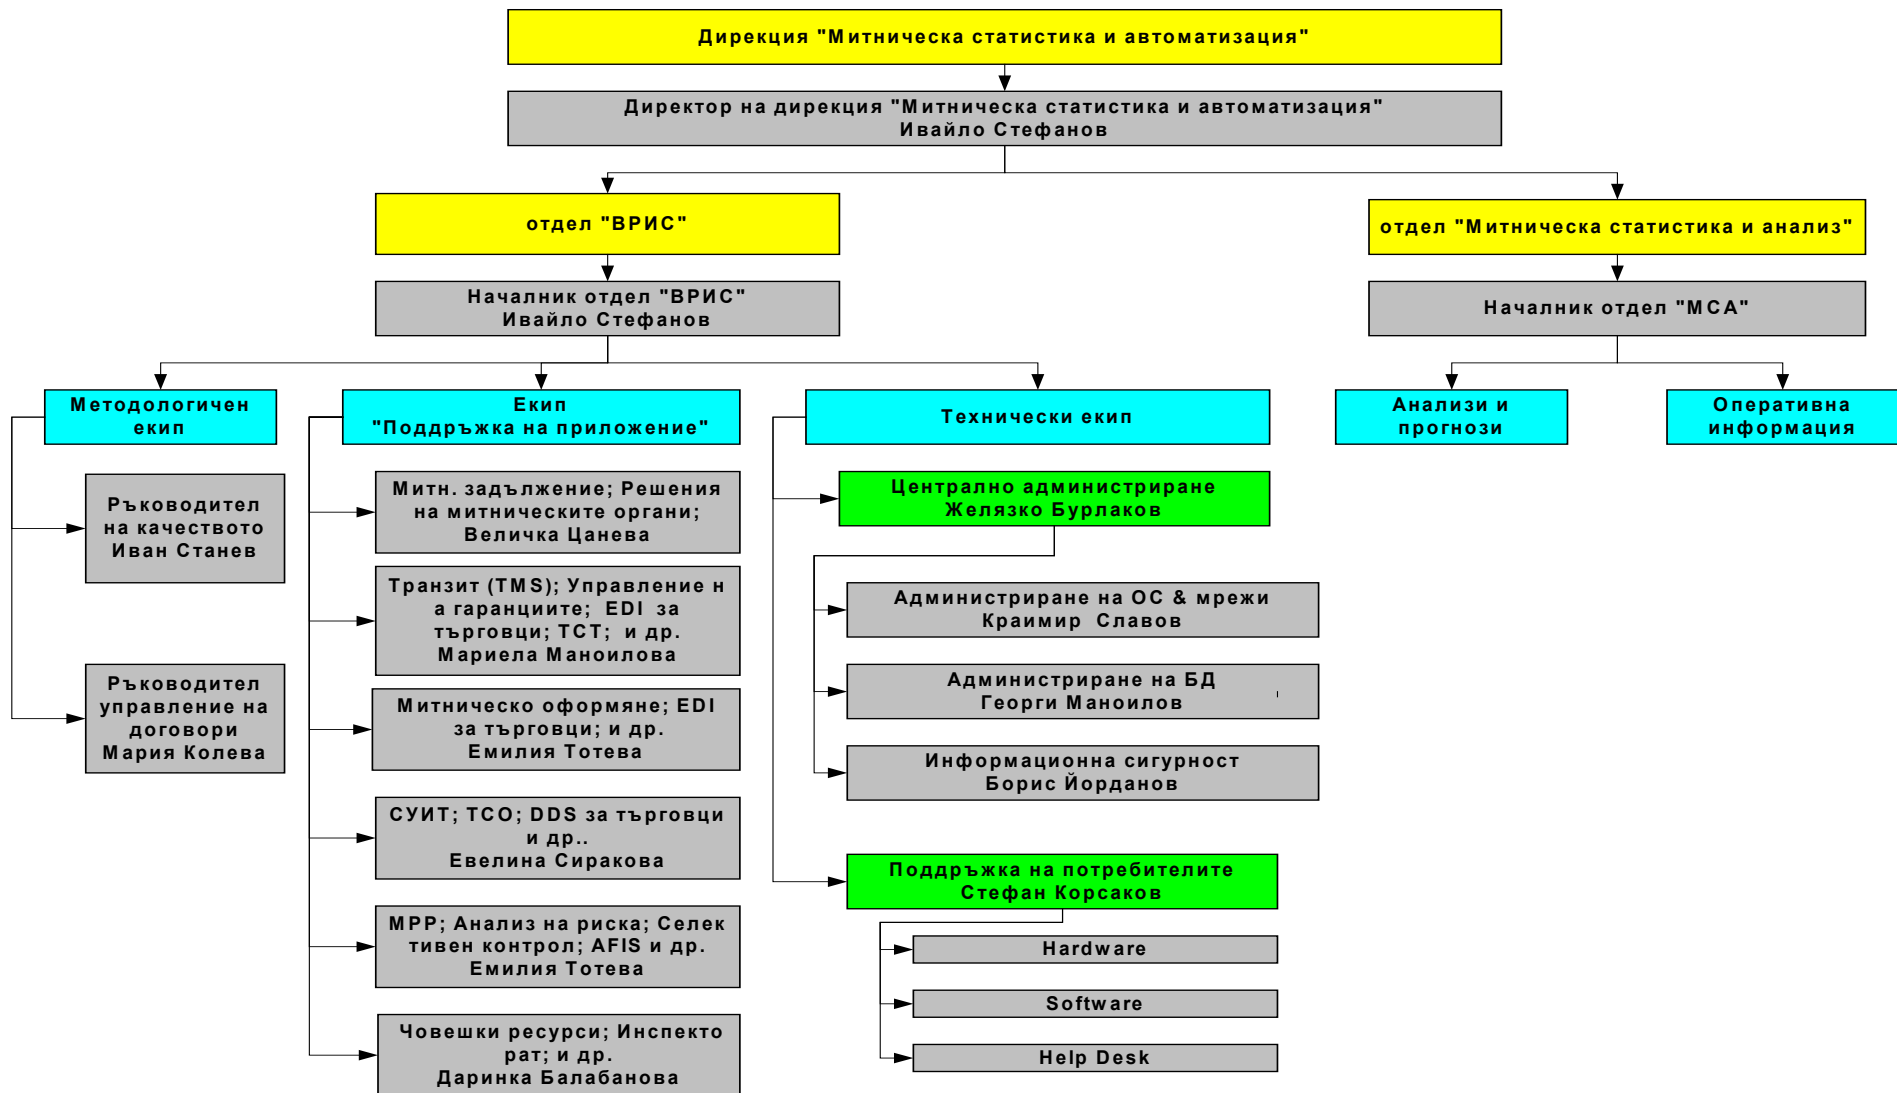 Дирекция "Митническа статистика и автоматизация"
Директор на дирекция "Митническа статистика и автоматизация"
Ивайло Стефанов
отдел "ВРИС"
отдел "Митническа статистика и анализ"
Началник отдел "ВРИС"
Ивайло Стефанов
Началник отдел "МСА"
Методологичен
екип
Екип
"Поддръжка на приложение"
Технически екип
Анализи и
прогнози
Оперативна
информация
Ръководител
на качеството
Иван Станев
Ръководител
управление на
договори
Мария Колева
Митн. задължение; Решения
на митническите органи;
Величка Цанева
Транзит (TMS); Управление н
а гаранциите; EDI за
търговци; ТСТ; и др.
Мариела Маноилова
Митническо оформяне; EDI
за търговци; и др.
Емилия Тотева
СУИТ; ТСО; DDS за търговци
и др..
Евелина Сиракова
МРР; Анализ на риска; Селек
тивен контрол; AFIS и др.
Емилия Тотева
Човешки ресурси; Инспекто
рат; и др.
Даринка Балабанова
Централно администриране
Желязко Бурлаков
Администриране на ОС & мрежи
Краимир Славов
Администриране на БД
Георги Маноилов
Информационна сигурност
Борис Йорданов
Поддръжка на потребителите
Стефан Корсаков
Hardware
Software
Help Desk